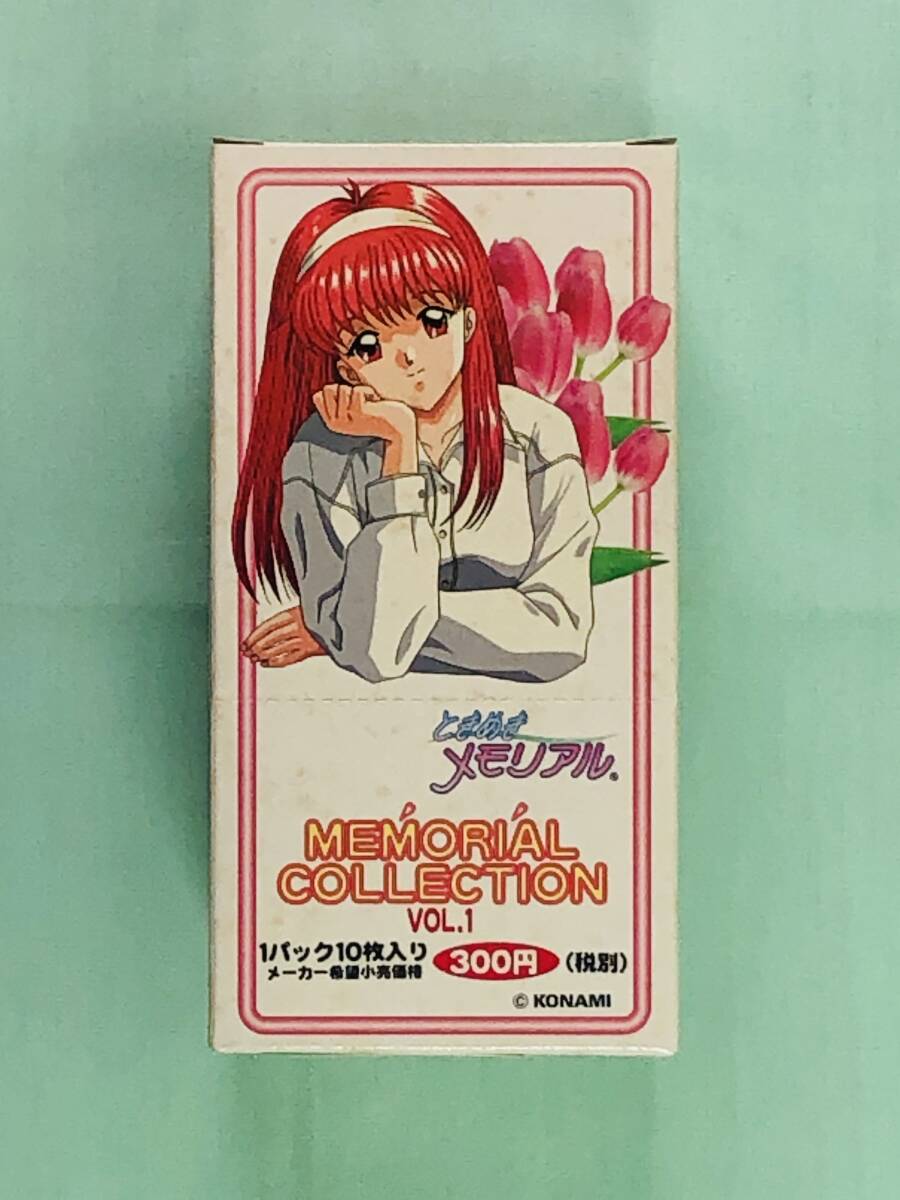 ときめき
メモリアル®
MEMORIAL
COLLECTION
VOL.1
1パック10枚入り
メーカー希望小売価格
300円
(税別)
© KONAMI